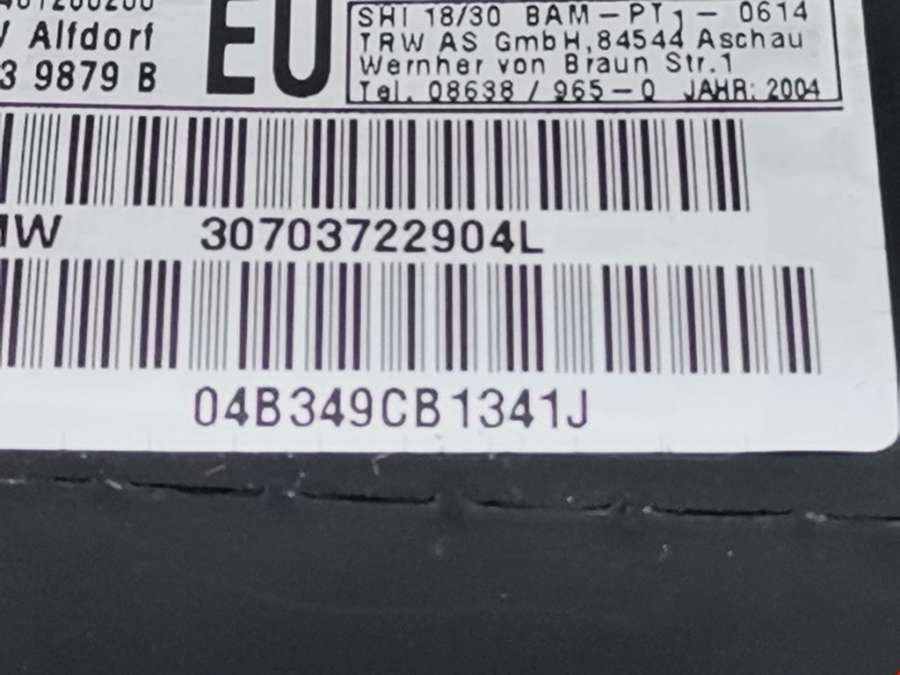 Alfdorf
3 9879 B
EU
SHI 18/30 BAM-PT1- 0614
TRW AS GmbH, 84544 Aschau
Wernher von Braun Str.1
Tel. 08638 / 965-0 JAHR: 2004
30703722904L
04B349CB1341J